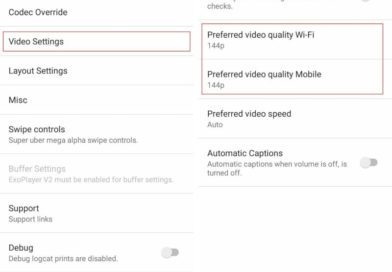 Codec Override
Video Settings
Layout Settings
Misc
Swipe controls
Super uber mega alpha swipe controls.
Buffer Settings
ExoPlayer V2 must be enabled for buffer settings.
Support
Support links
Debug
Debug logcat prints are disabled.
checks.
Preferred video quality Wi-Fi
144p
Preferred video quality Mobile
144p
Preferred video speed
Auto
Automatic Captions
Automatic captions when volume is off, is
turned off.